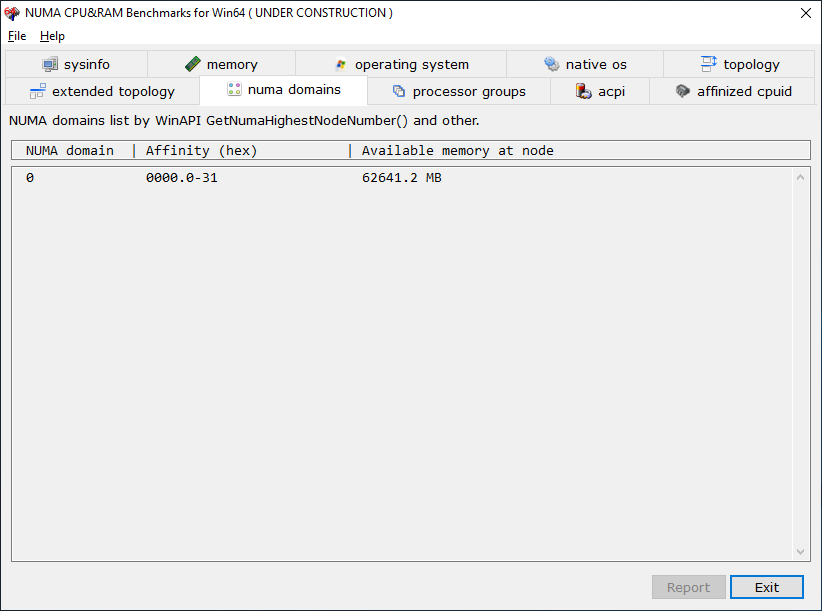 NUMA CPU&RAM Benchmarks for Win64 ( UNDER CONSTRUCTION )
File Help
sysinfo memory operating system native os topology
extended topology numa domains processor groups acpi affinized cpuid
NUMA domains list by WinAPI GetNumaHighestNodeNumber() and other.
NUMA domain | Affinity (hex) | Available memory at node
0 0000.0-31 62641.2 MB
Report Exit